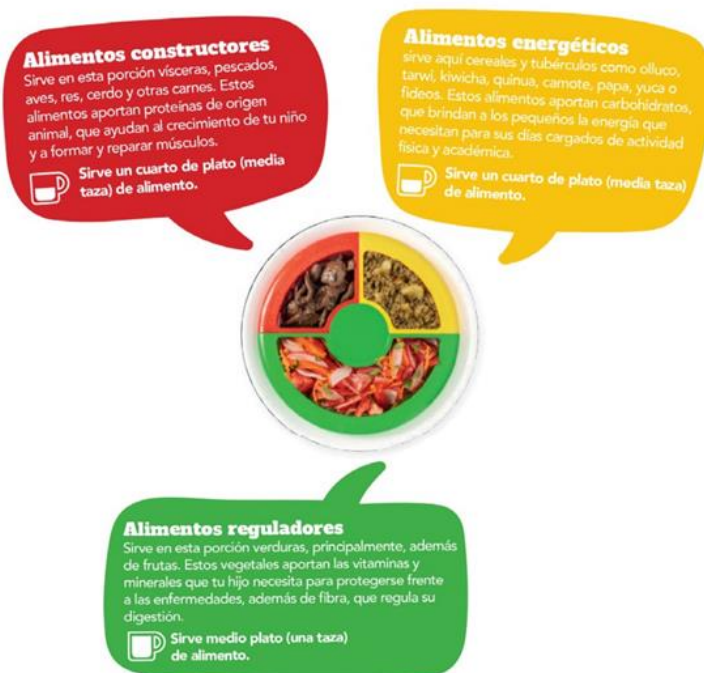 Alimentos constructores
Sirve en esta porción vísceras, pescados,
aves, res, cerdo y otras carnes. Estos
alimentos aportan proteínas de origen
animal, que ayudan al crecimiento de tu niño
y a formar y reparar músculos.
Sirve un cuarto de plato (media
taza) de alimento.
Alimentos energéticos
sirve aquí cereales y tubérculos como olluco,
tarwi, kiwicha, quinua, camote, papa, yuca o
fideos. Estos alimentos aportan carbohidratos,
que brindan a los pequeños la energía que
necesitan para sus días cargados de actividad
física y académica.
Sirve un cuarto de plato (media taza)
de alimento.
Alimentos reguladores
Sirve en esta porción verduras, principalmente, además
de frutas. Estos vegetales aportan las vitaminas y
minerales que tu hijo necesita para protegerse frente
a las enfermedades, además de fibra, que regula su
digestión.
Sirve medio plato (una taza)
de alimento.